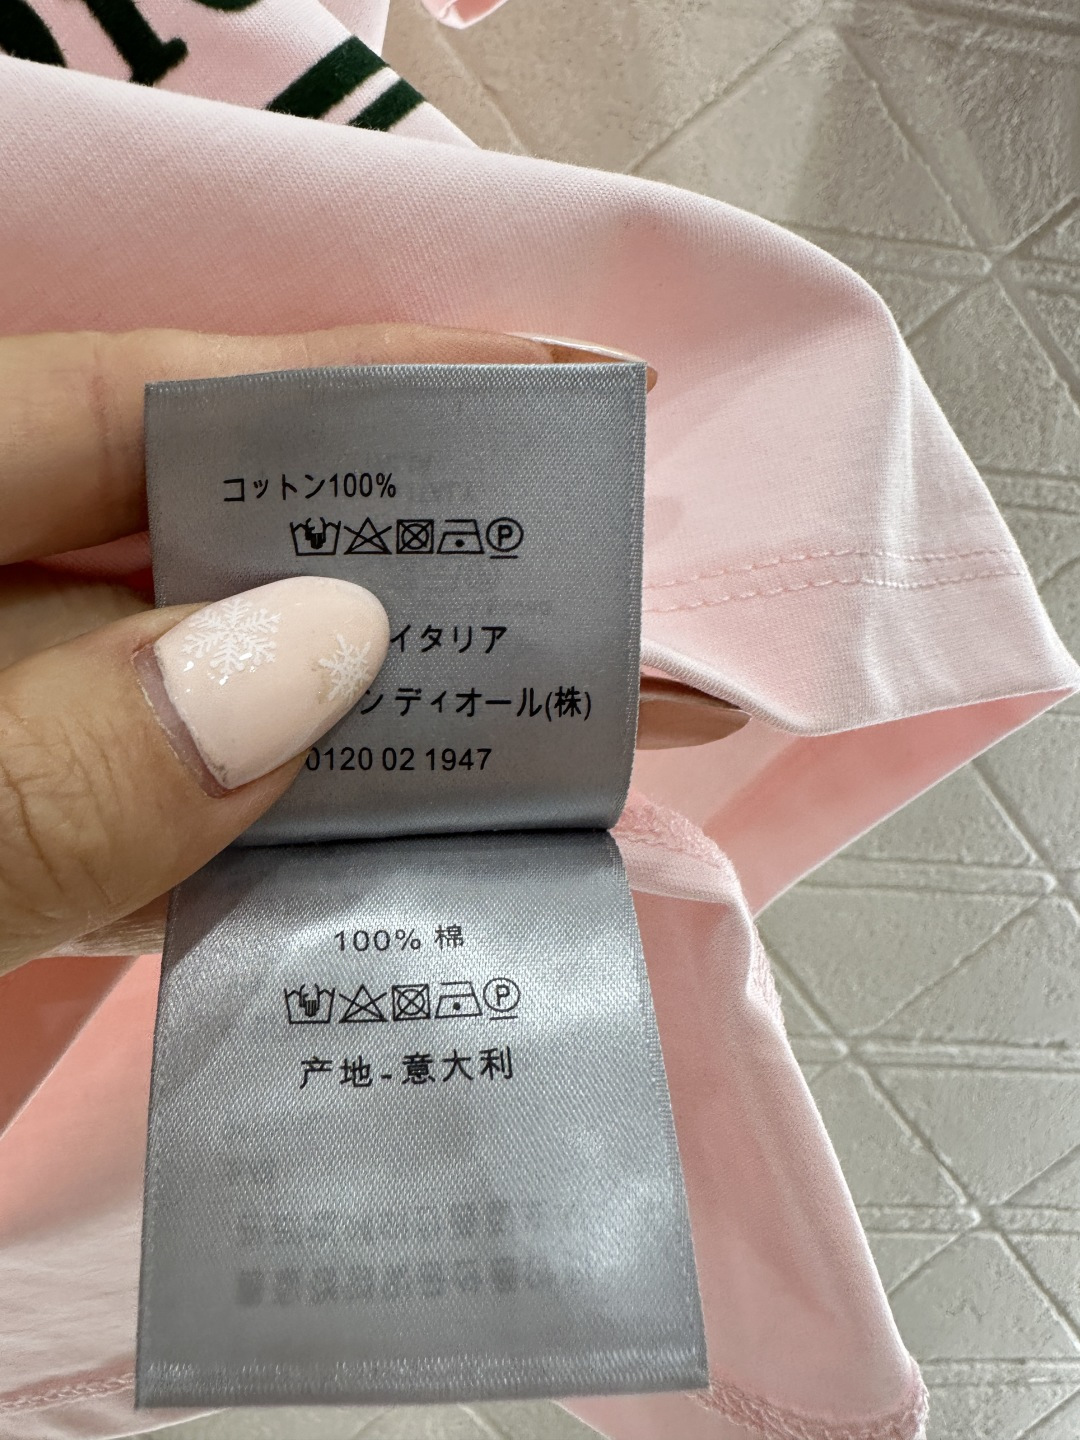 コットン100%
P
イタリア
ン ディオール(株)
0120 02 1947
100% 棉
P
产地-意大利